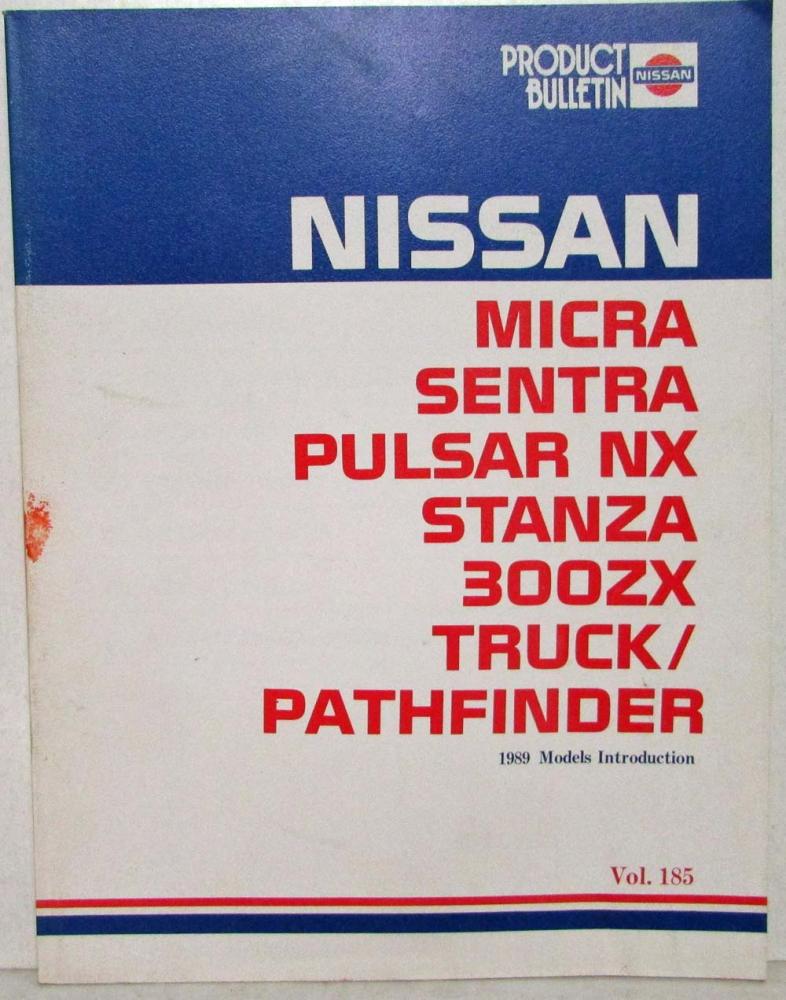 PRODUCT
BULLETIN
NISSAN
NISSAN
MICRA
SENTRA
PULSAR NX
STANZA
300ZX
TRUCK/
PATHFINDER
1989 Models Introduction
Vol. 185